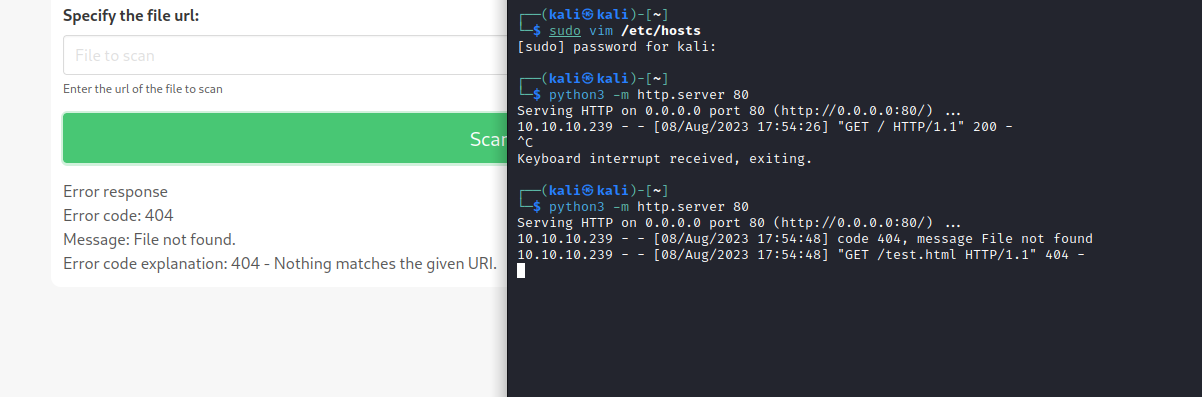 Specify the file url:
File to scan
Enter the url of the file to scan
Error response
Error code: 404
Message: File not found.
Error code explanation: 404 - Nothing matches the given URI.
┌──(kali㉿kali)-[~]
└─$ sudo vim /etc/hosts
[sudo] password for kali:
┌──(kali㉿kali)-[~]
└─$ python3 -m http.server 80
Serving HTTP on 0.0.0.0 port 80 (http://0.0.0.0:80/) ...
10.10.10.239 - - [08/Aug/2023 17:54:26] "GET / HTTP/1.1" 200 -
^C
Keyboard interrupt received, exiting.
┌──(kali㉿kali)-[~]
└─$ python3 -m http.server 80
Serving HTTP on 0.0.0.0 port 80 (http://0.0.0.0:80/) ...
10.10.10.239 - - [08/Aug/2023 17:54:48] code 404, message File not found
10.10.10.239 - - [08/Aug/2023 17:54:48] "GET /test.html HTTP/1.1" 404 -